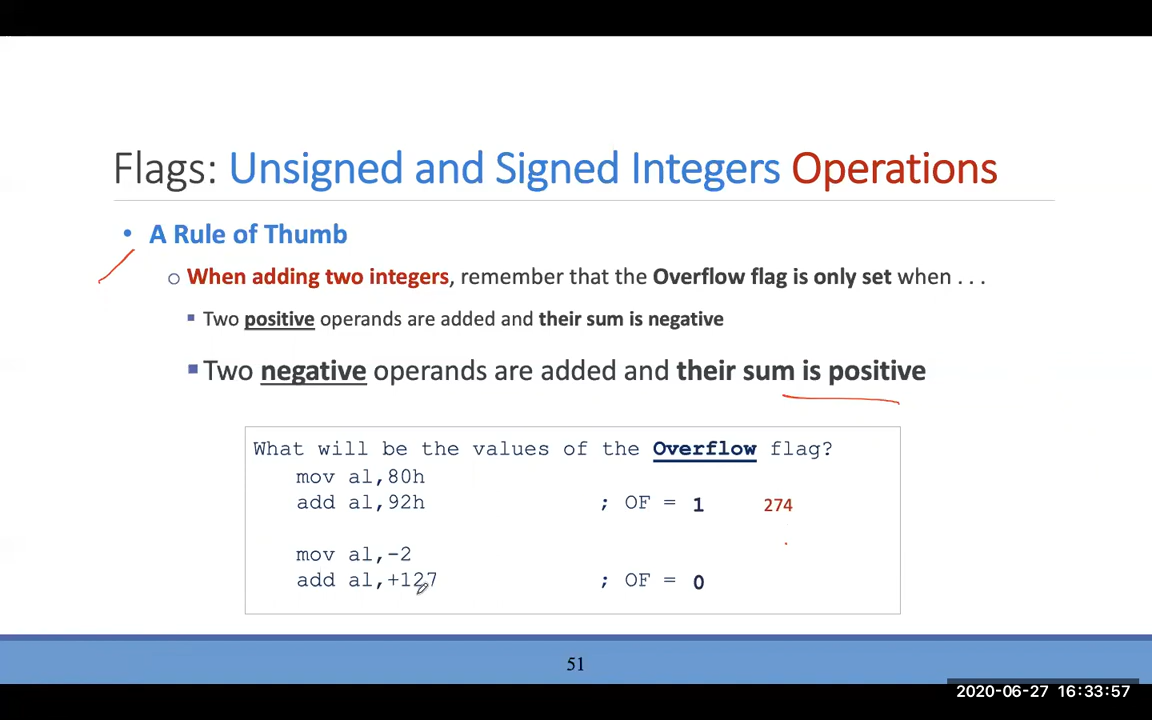 Flags: Unsigned and Signed Integers Operations
• A Rule of Thumb
○ When adding two integers, remember that the Overflow flag is only set when . . .
▪ Two positive operands are added and their sum is negative
▪ Two negative operands are added and their sum is positive
What will be the values of the Overflow flag?
mov al,80h
add al,92h ; OF = 1 274
mov al,-2
add al,+127 ; OF = 0
51
2020-06-27 16:33:57